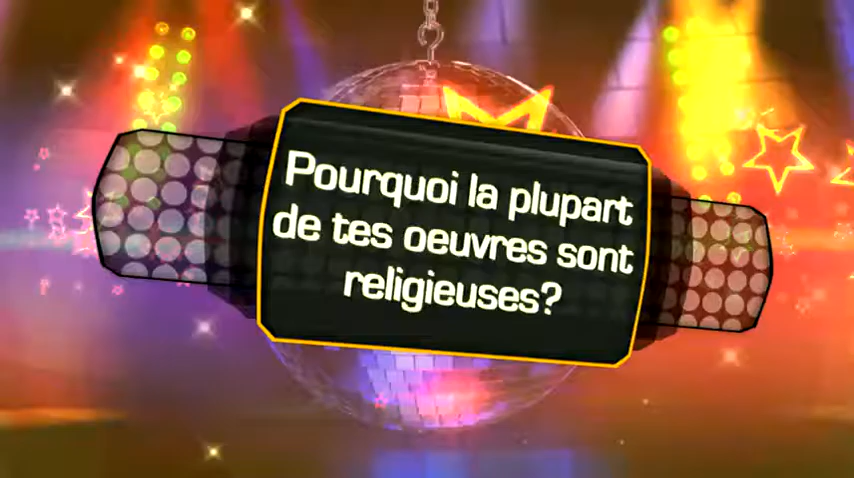 Pourquoi la plupart
de tes oeuvres sont
religieuses?